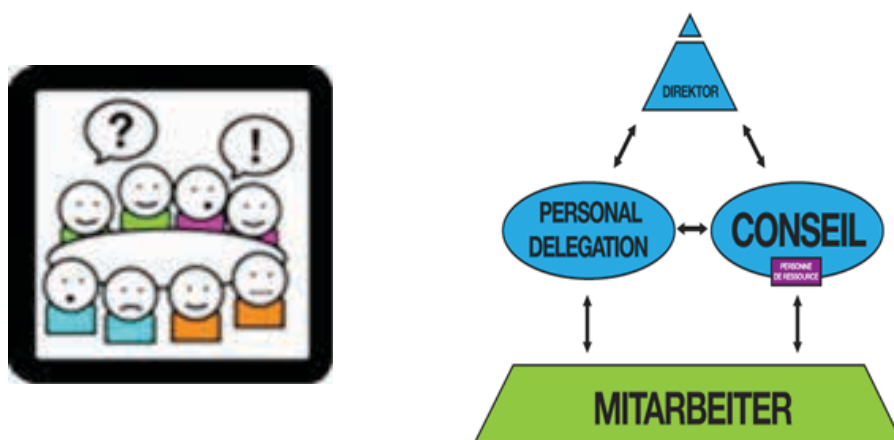 ?
!
DIREKTOR
PERSONAL
DELEGATION
CONSEIL
PERSONNE
DE RESSOURCE
MITARBEITER